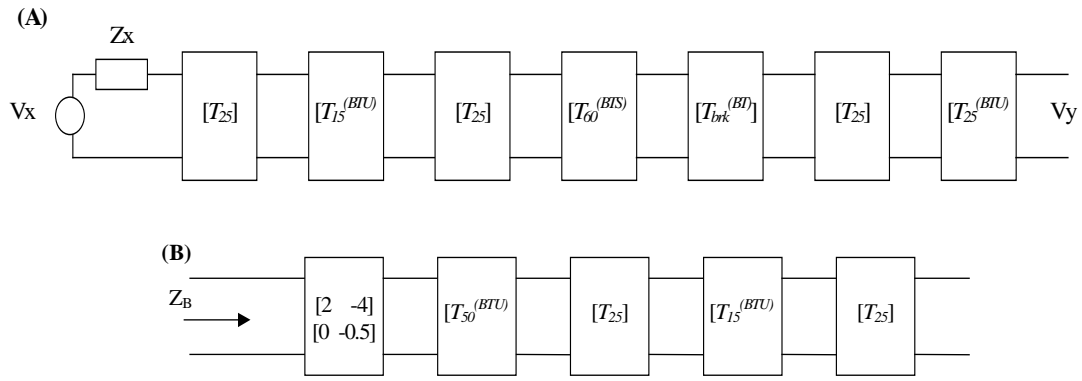 (A)
Zx
Vx
[T25]
[T15(BTU)]
[T25]
[T60(BTS)]
[Tbrk(BT)]
[T25]
[T25(BTU)]
Vy
(B)
ZB
[2 -4]
[0 -0.5]
[T50(BTU)]
[T25]
[T15(BTU)]
[T25]